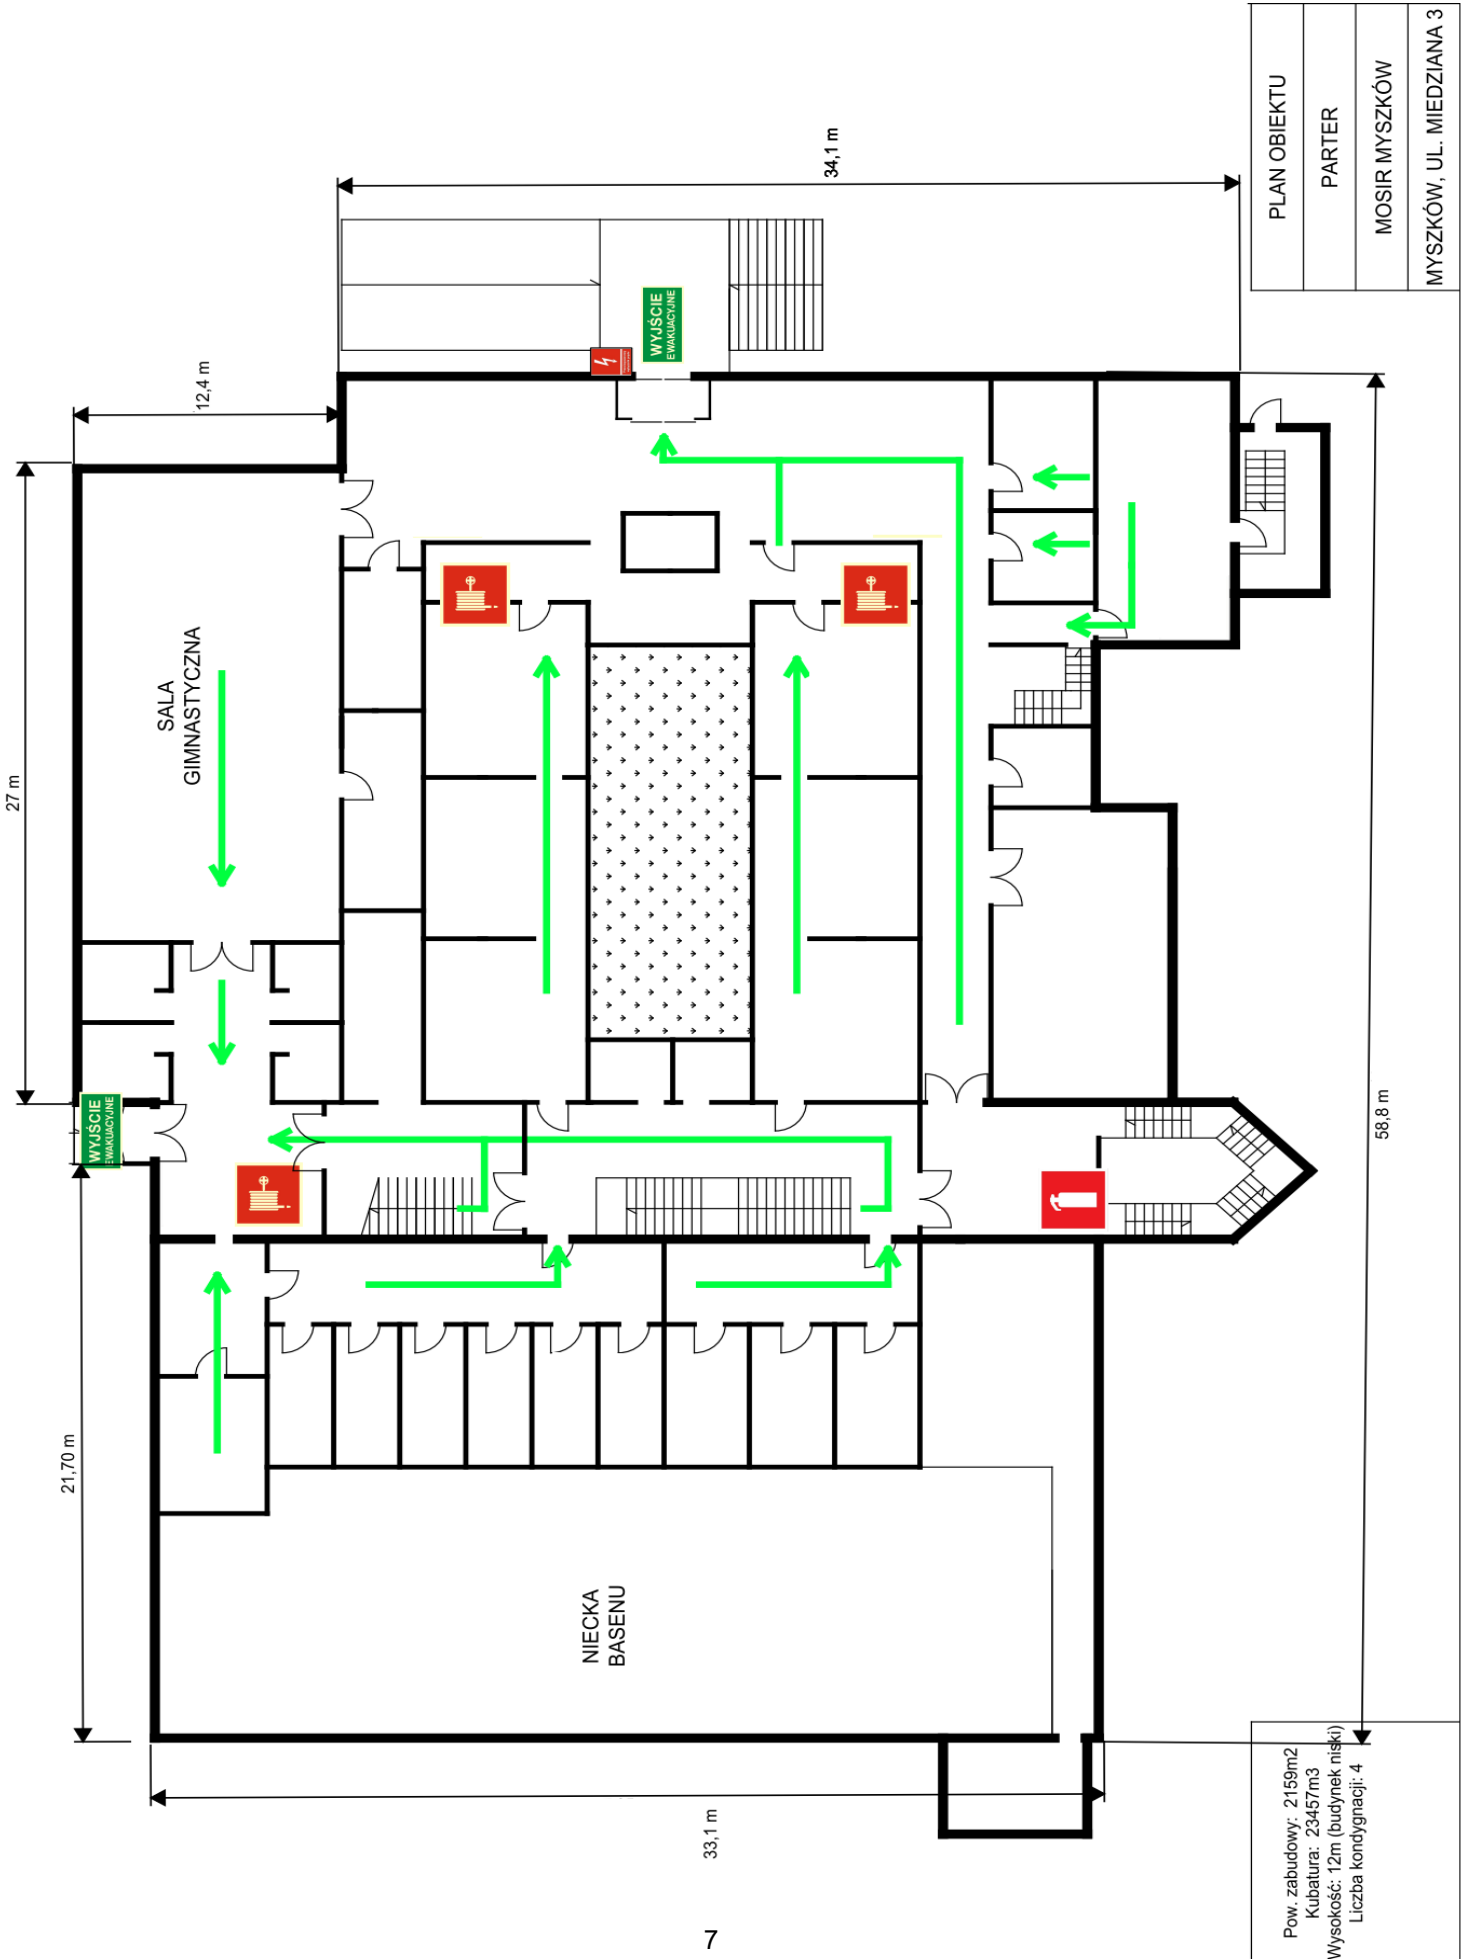 PLAN OBIEKTU
PARTER
MOSIR MYSZKÓW
MYSZKÓW, UL. MIEDZIANA 3
34,1 m
12,4 m
27 m
SALA
GIMNASTYCZNA
WYJŚCIE
EWAKUACYJNE
WYJŚCIE
EWAKUACYJNE
21,70 m
58,8 m
NIECKA
BASENU
33,1 m
Pow. zabudowy: 2159m2
Kubatura: 23457m3
Wysokość: 12m (budynek niski)
Liczba kondygnacji: 4
7